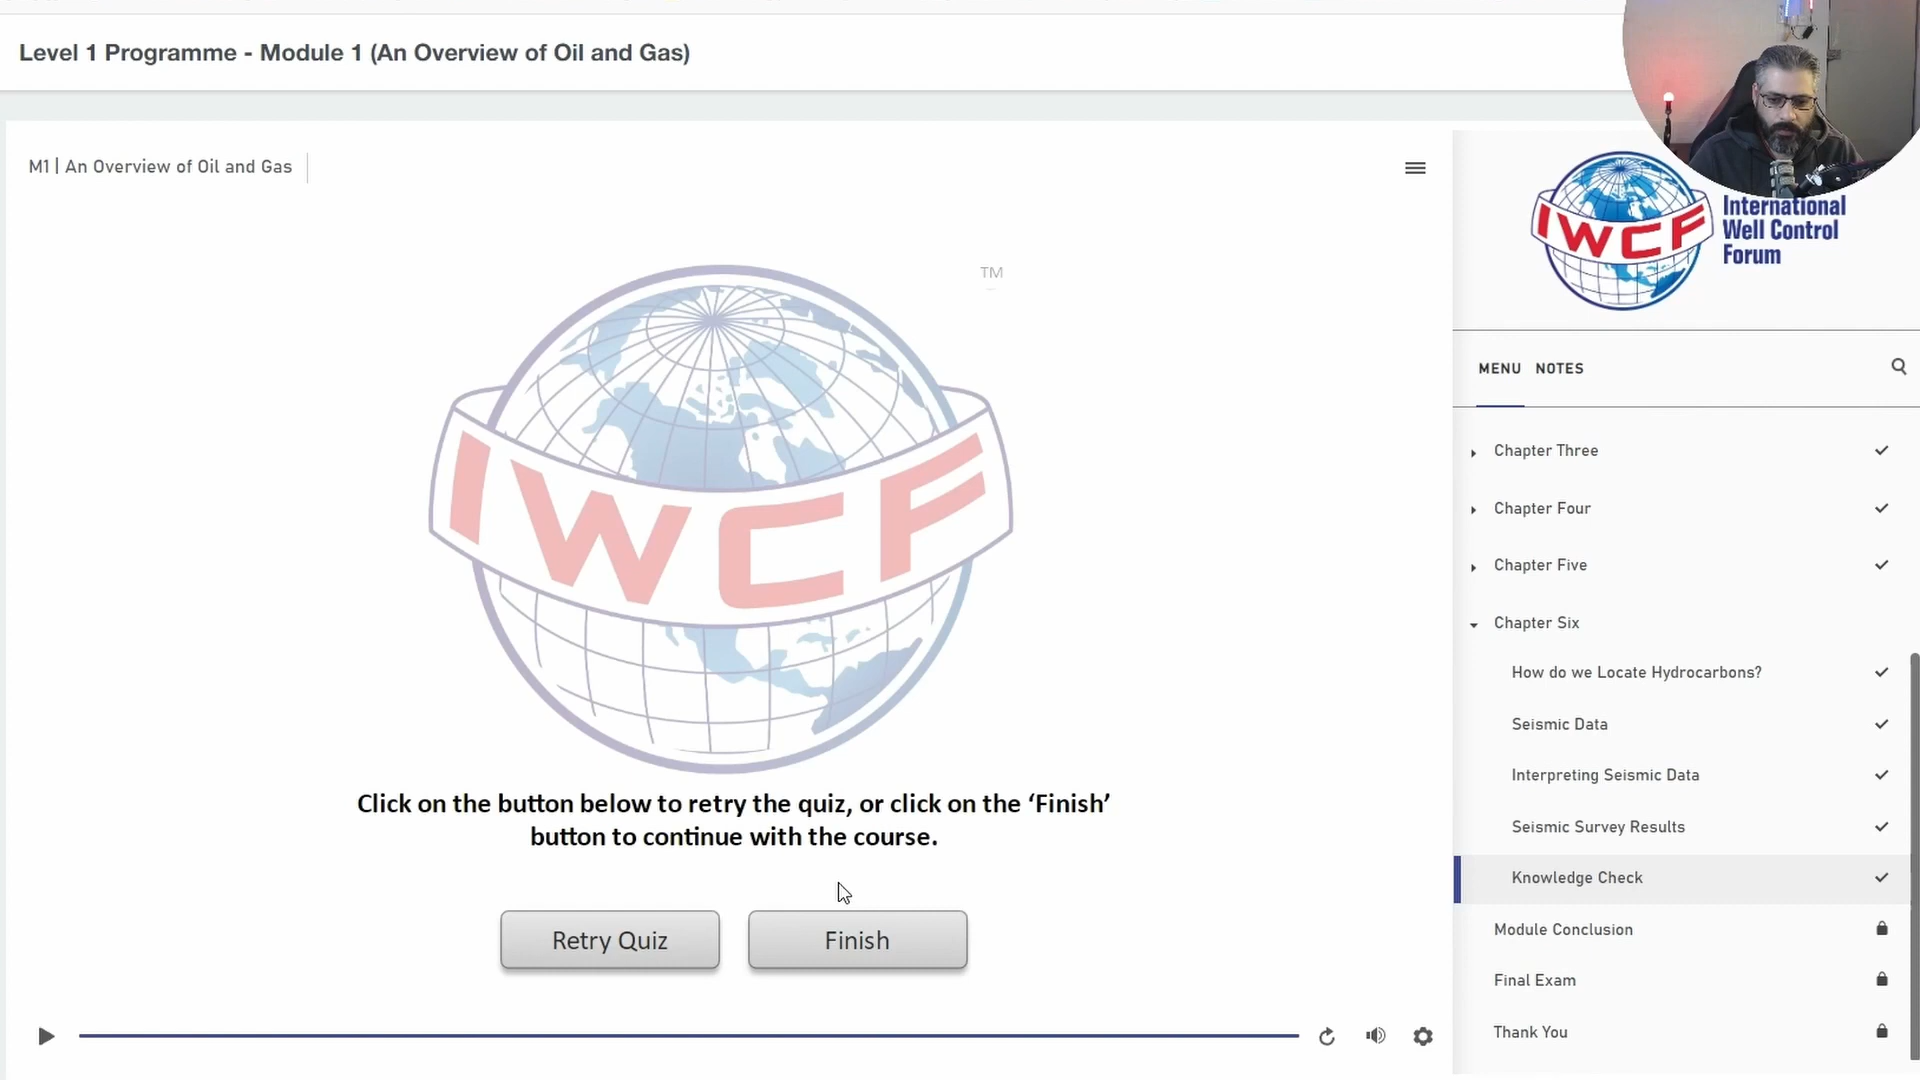 Level 1 Programme - Module 1 (An Overview of Oil and Gas)
M1 | An Overview of Oil and Gas
TM
IWCF
Click on the button below to retry the quiz, or click on the ‘Finish’
button to continue with the course.
Retry Quiz
Finish
IWCF
International
Well Control
Forum
MENU
NOTES
Chapter Three
Chapter Four
Chapter Five
Chapter Six
How do we Locate Hydrocarbons?
Seismic Data
Interpreting Seismic Data
Seismic Survey Results
Knowledge Check
Module Conclusion
Final Exam
Thank You